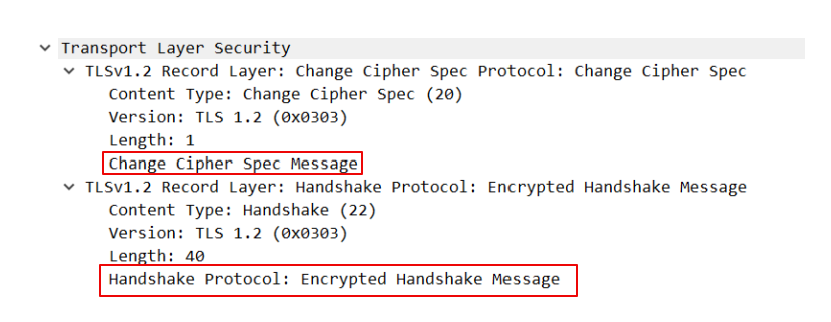 Transport Layer Security
TLSv1.2 Record Layer: Change Cipher Spec Protocol: Change Cipher Spec
Content Type: Change Cipher Spec (20)
Version: TLS 1.2 (0x0303)
Length: 1
Change Cipher Spec Message
TLSv1.2 Record Layer: Handshake Protocol: Encrypted Handshake Message
Content Type: Handshake (22)
Version: TLS 1.2 (0x0303)
Length: 40
Handshake Protocol: Encrypted Handshake Message